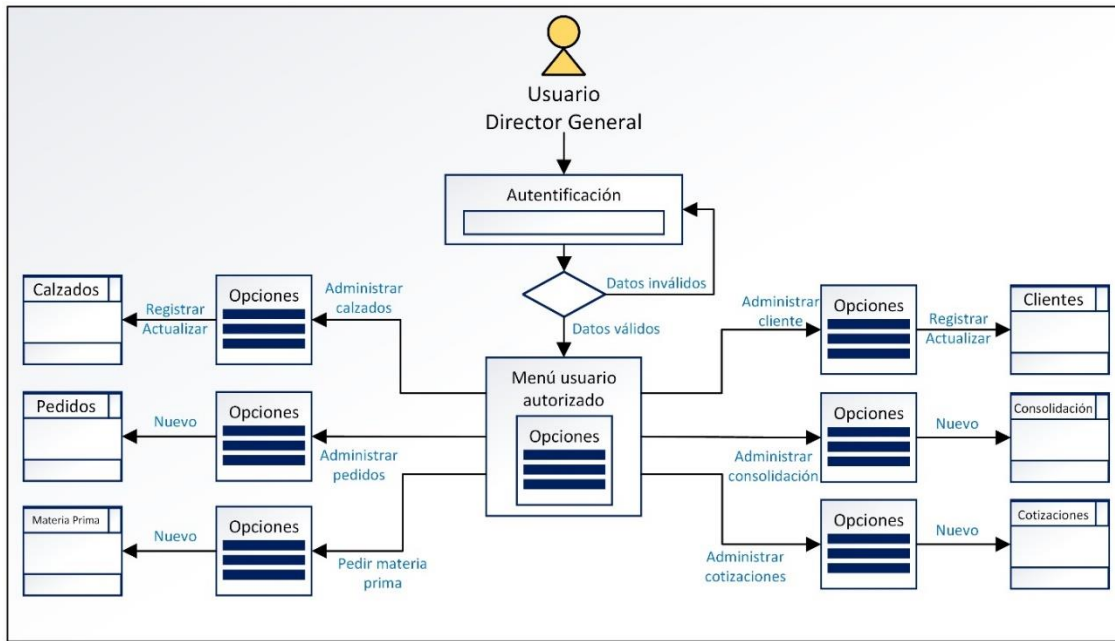 Usuario
Director General
Autentificación
Datos inválidos
Datos válidos
Calzados
Registrar
Actualizar
Opciones
Administrar
calzados
Administrar
cliente
Opciones
Registrar
Actualizar
Clientes
Menú usuario
autorizado
Opciones
Pedidos
Nuevo
Opciones
Administrar
pedidos
Administrar
consolidación
Opciones
Nuevo
Consolidación
Materia Prima
Nuevo
Opciones
Pedir materia
prima
Administrar
cotizaciones
Opciones
Nuevo
Cotizaciones